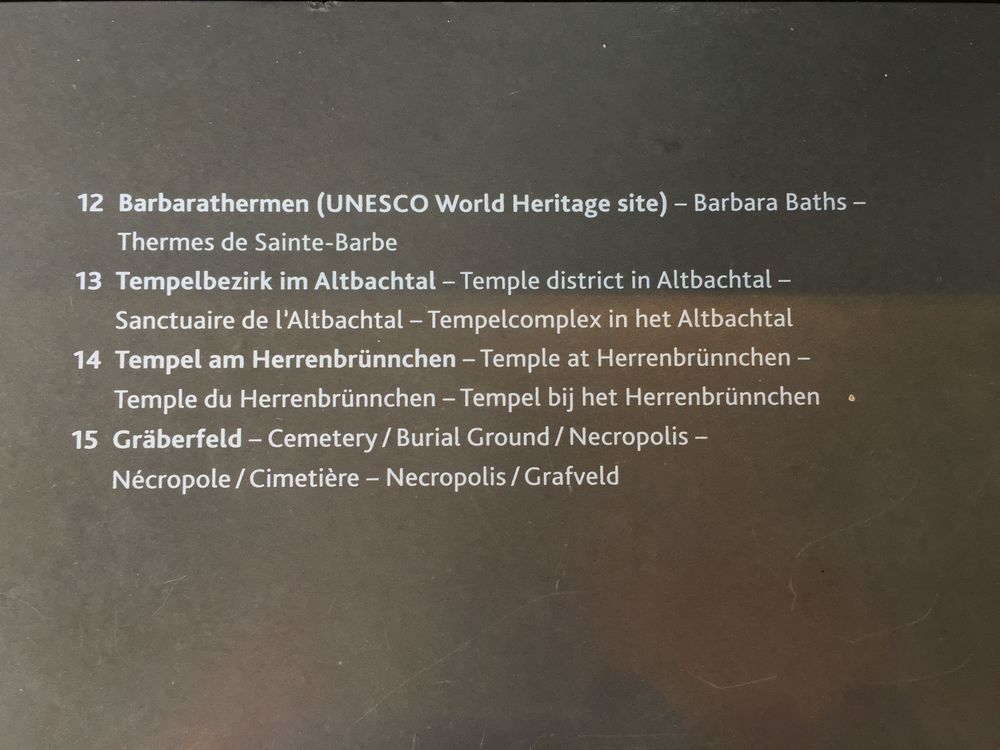 12 Barbarathermen (UNESCO World Heritage site) – Barbara Baths –
Thermes de Sainte-Barbe
13 Tempelbezirk im Altbachtal – Temple district in Altbachtal –
Sanctuaire de l'Altbachtal – Tempelcomplex in het Altbachtal
14 Tempel am Herrenbrünnchen – Temple at Herrenbrünnchen –
Temple du Herrenbrünnchen – Tempel bij het Herrenbrünnchen
15 Gräberfeld – Cemetery / Burial Ground / Necropolis –
Nécropole / Cimetière – Necropolis / Grafveld